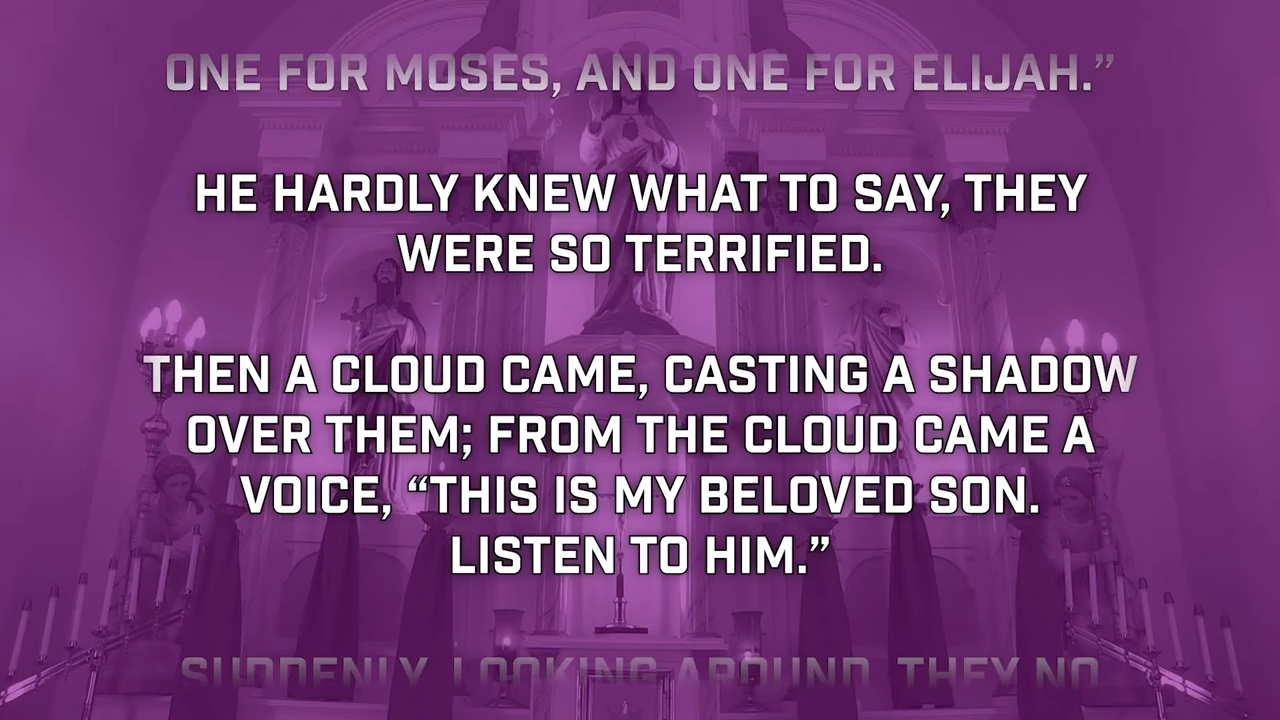 ONE FOR MOSES, AND ONE FOR ELIJAH.”
HE HARDLY KNEW WHAT TO SAY, THEY
WERE SO TERRIFIED.
THEN A CLOUD CAME, CASTING A SHADOW
OVER THEM; FROM THE CLOUD CAME A
VOICE, “THIS IS MY BELOVED SON.
LISTEN TO HIM.”
SUDDENLY, LOOKING AROUND, THEY NO